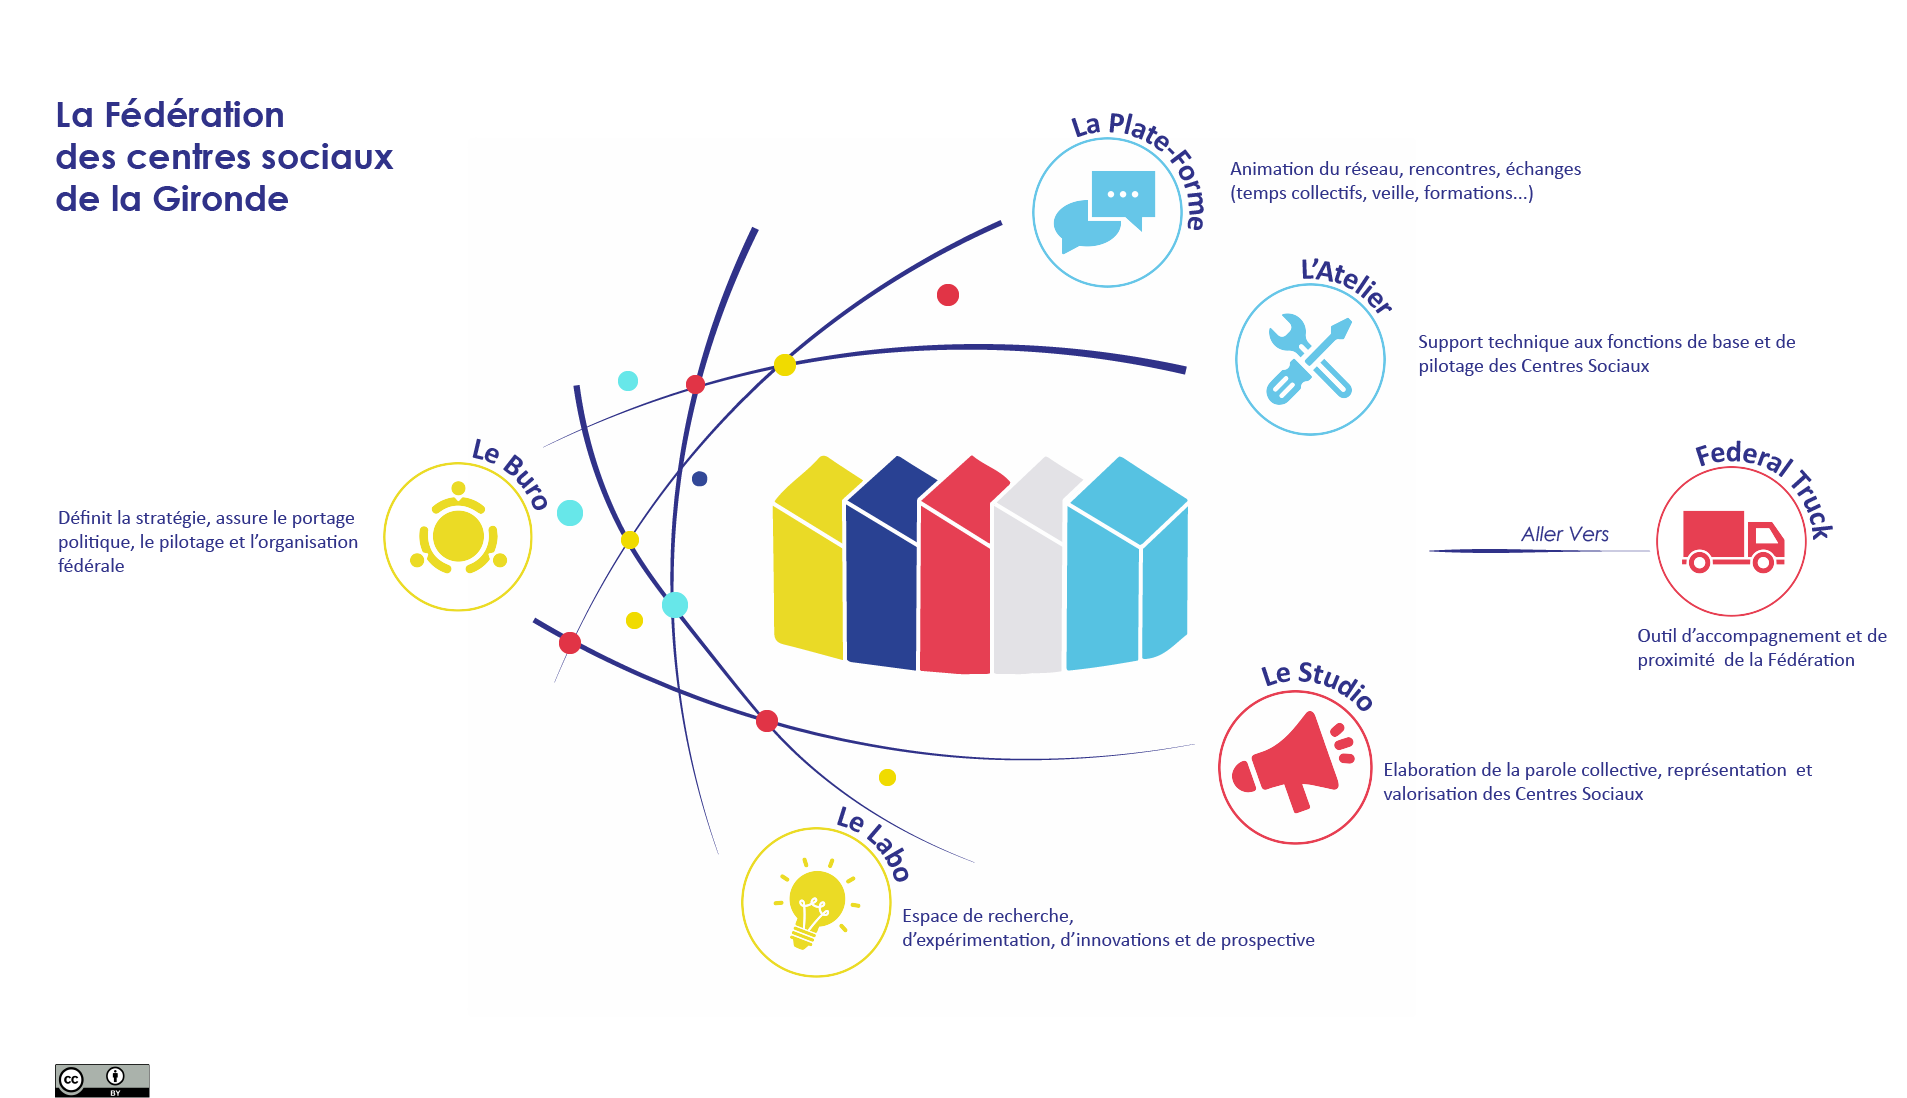 La Fédération
des centres sociaux
de la Gironde
La Plate-Forme
Animation du réseau, rencontres, échanges
(temps collectifs, veille, formations...)
L’Atelier
Support technique aux fonctions de base et de
pilotage des Centres Sociaux
Le Buro
Définit la stratégie, assure le portage
politique, le pilotage et l’organisation
fédérale
Aller Vers
Federal Truck
Outil d’accompagnement et de
proximité  de la Fédération
Le Studio
Elaboration de la parole collective, représentation  et
valorisation des Centres Sociaux
Le Labo
Espace de recherche,
d’expérimentation, d’innovations et de prospective
cc
BY